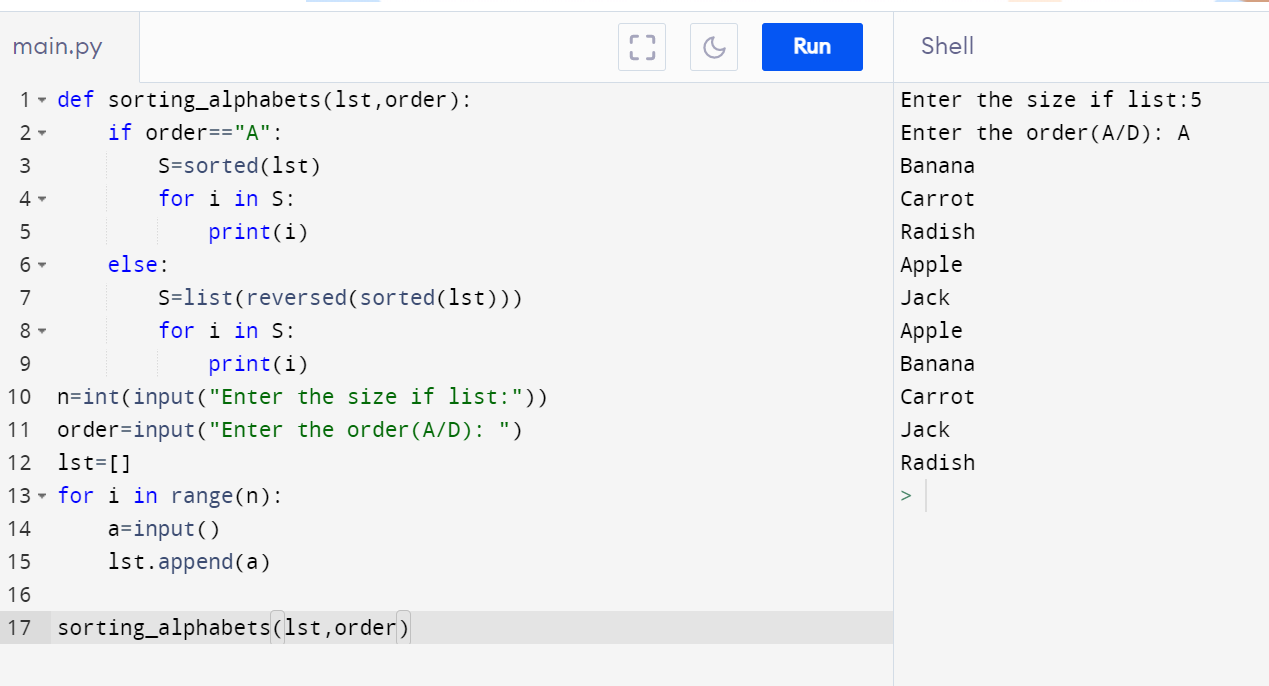 main.py
Run
Shell
1 def sorting_alphabets(lst,order):
2     if order=="A":
3         S=sorted(lst)
4         for i in S:
5             print(i)
6     else:
7         S=list(reversed(sorted(lst)))
8         for i in S:
9             print(i)
10 n=int(input("Enter the size if list:"))
11 order=input("Enter the order(A/D): ")
12 lst=[]
13 for i in range(n):
14     a=input()
15     lst.append(a)
16
17 sorting_alphabets(lst,order)
Enter the size if list:5
Enter the order(A/D): A
Banana
Carrot
Radish
Apple
Jack
Apple
Banana
Carrot
Jack
Radish
>